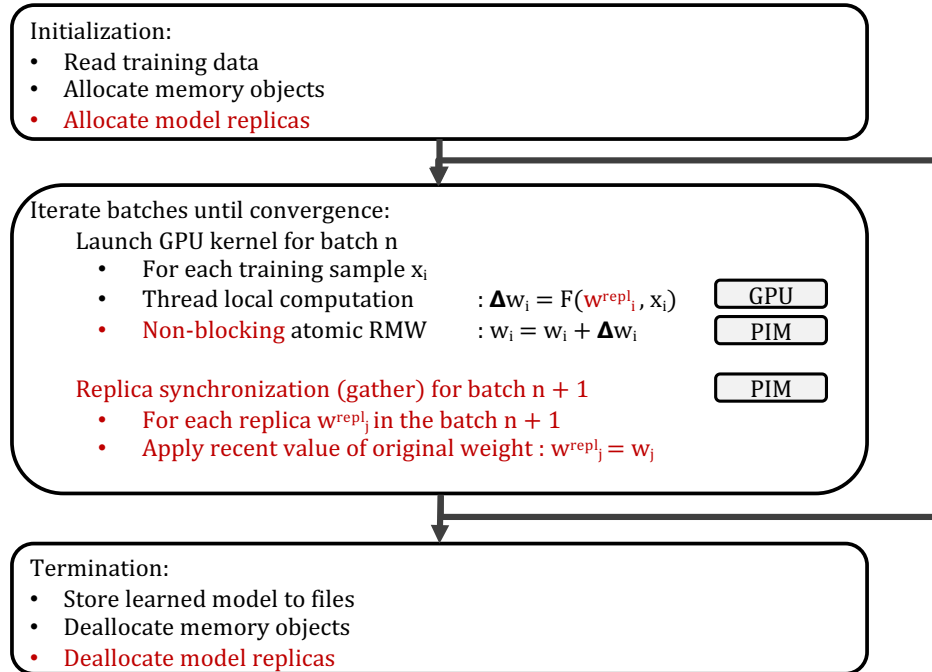 Initialization:
• Read training data
• Allocate memory objects
• Allocate model replicas
Iterate batches until convergence:
Launch GPU kernel for batch n
• For each training sample xᵢ
• Thread local computation : Δwᵢ = F(wʳᵉᵖˡᵢ, xᵢ) GPU
• Non-blocking atomic RMW : wᵢ = wᵢ + Δwᵢ PIM
Replica synchronization (gather) for batch n + 1 PIM
• For each replica wʳᵉᵖˡⱼ in the batch n + 1
• Apply recent value of original weight : wʳᵉᵖˡⱼ = wⱼ
Termination:
• Store learned model to files
• Deallocate memory objects
• Deallocate model replicas